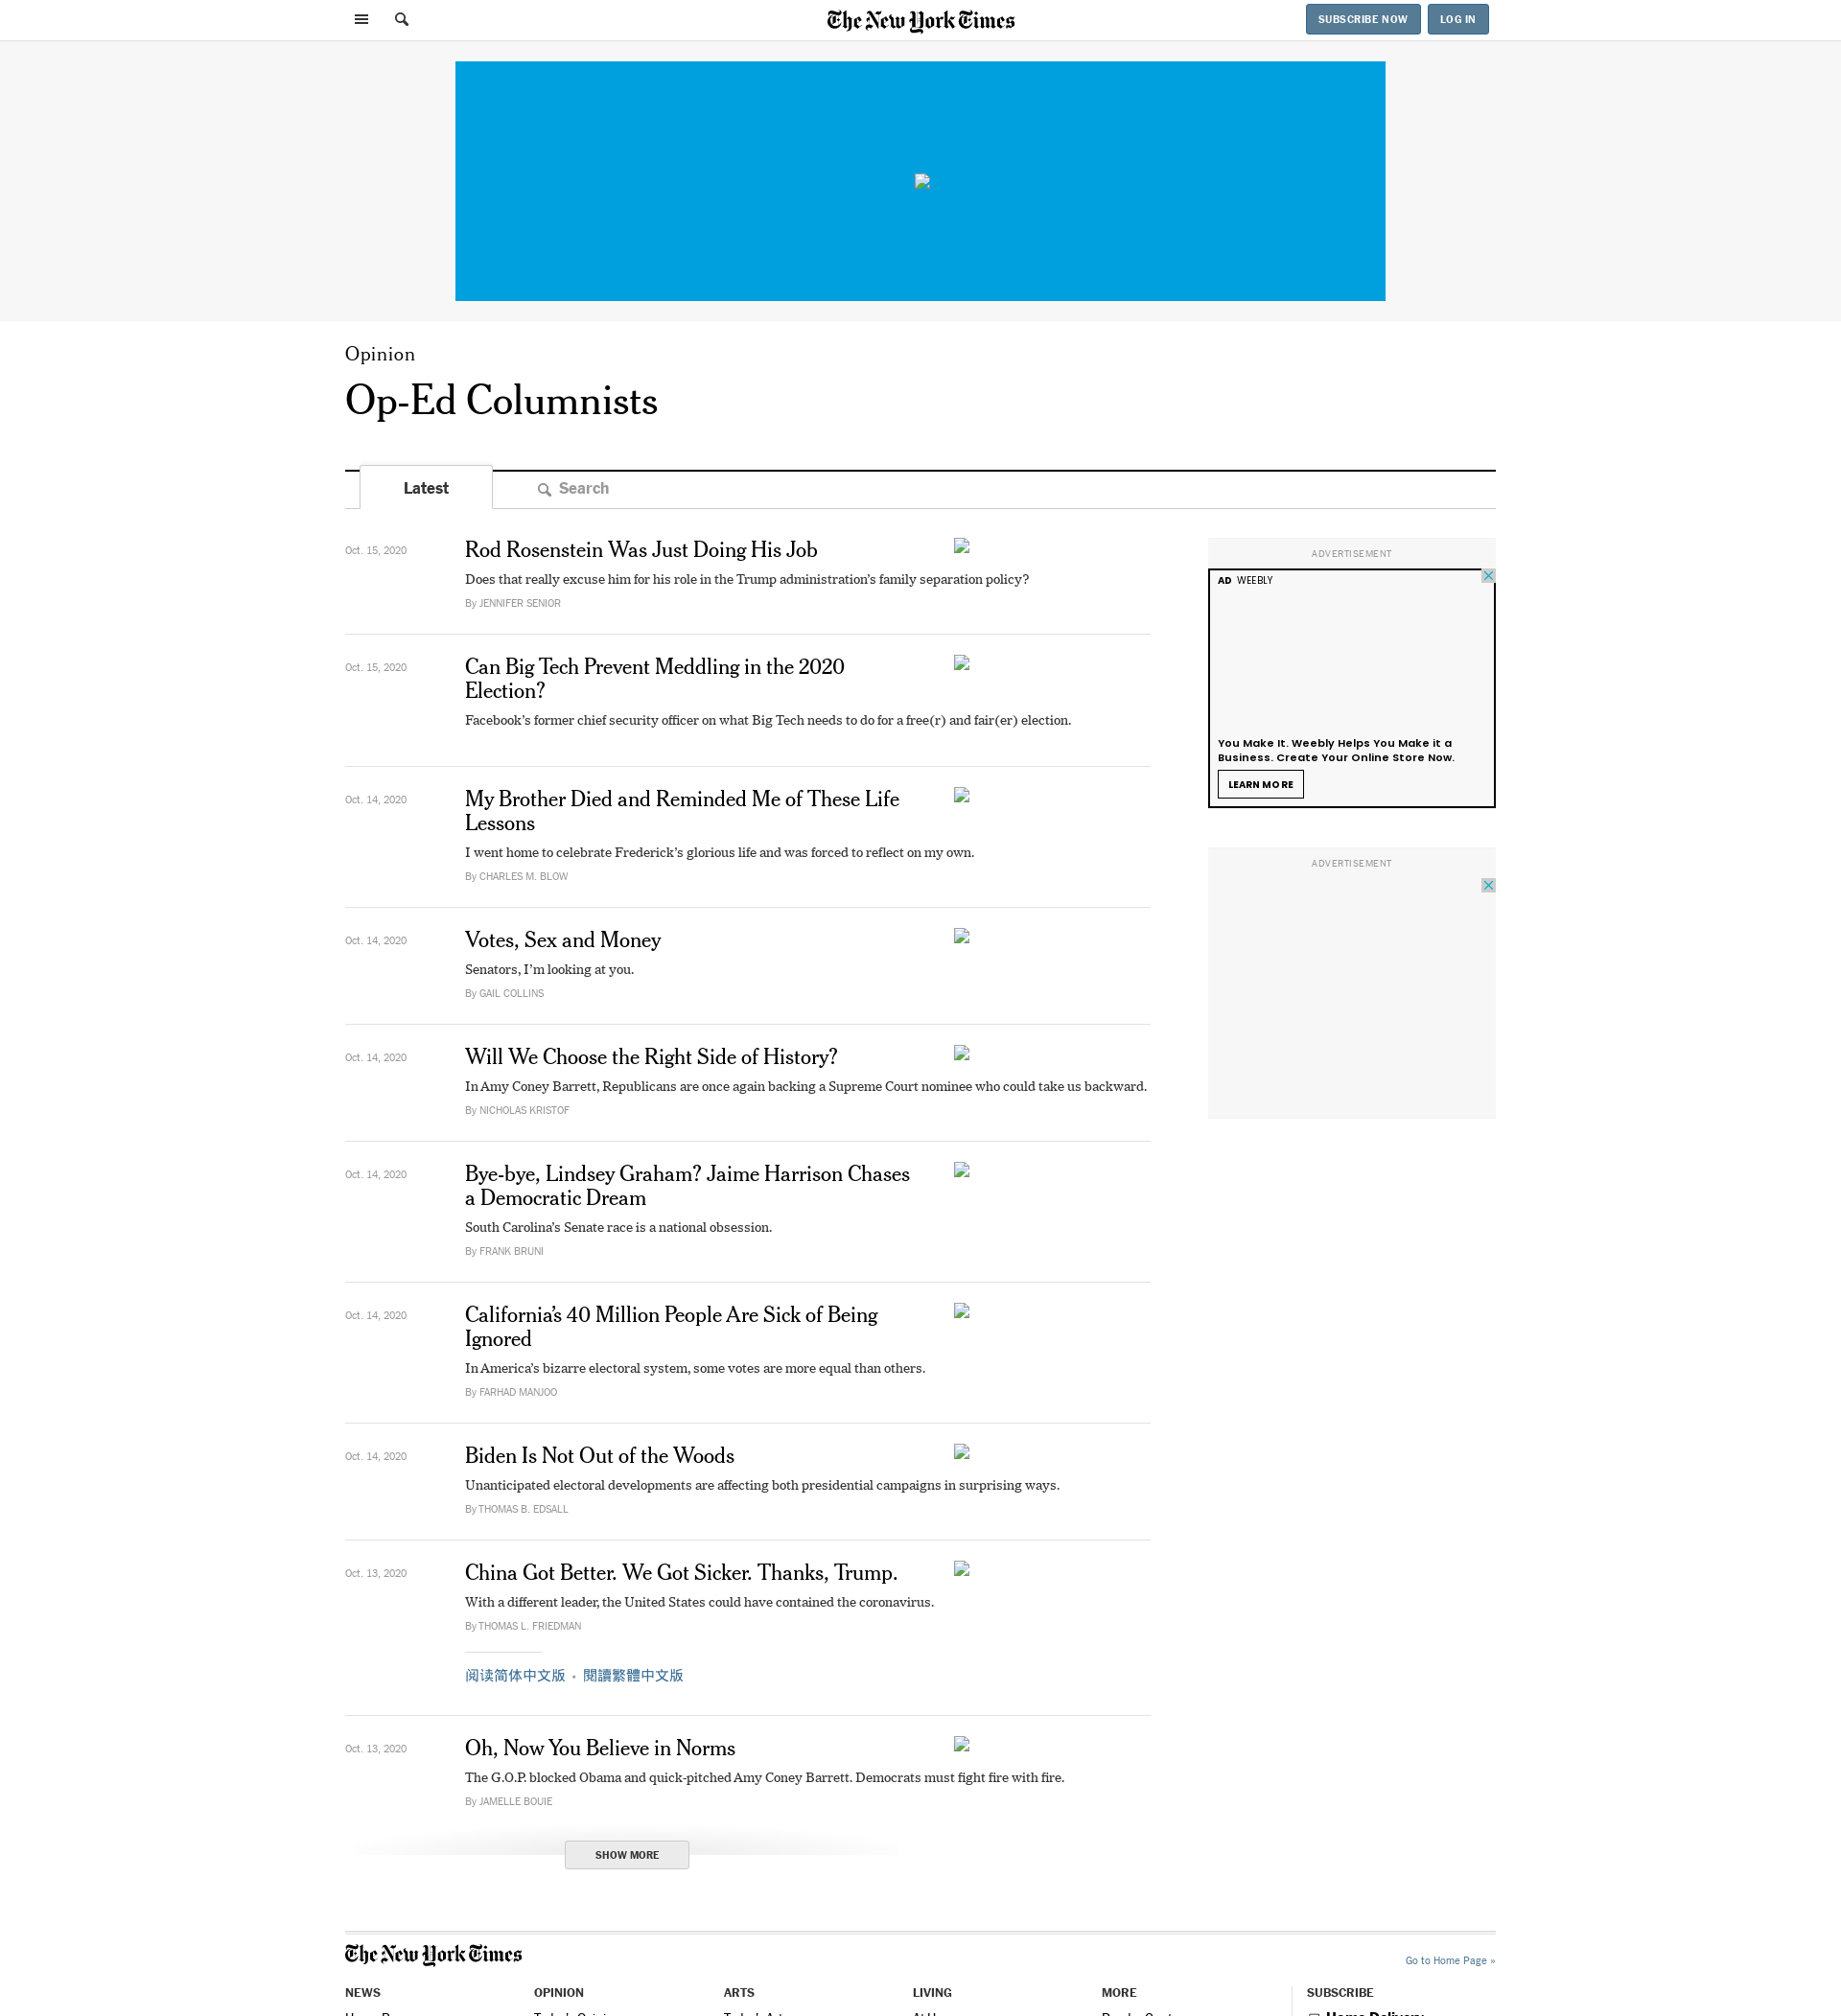 The New York Times
SUBSCRIBE NOW
LOG IN
Opinion
Op-Ed Columnists
Latest
Search
Oct. 15, 2020
Rod Rosenstein Was Just Doing His Job
Does that really excuse him for his role in the Trump administration’s family separation policy?
By JENNIFER SENIOR
Oct. 15, 2020
Can Big Tech Prevent Meddling in the 2020
Election?
Facebook’s former chief security officer on what Big Tech needs to do for a free(r) and fair(er) election.
Oct. 14, 2020
My Brother Died and Reminded Me of These Life
Lessons
I went home to celebrate Frederick’s glorious life and was forced to reflect on my own.
By CHARLES M. BLOW
Oct. 14, 2020
Votes, Sex and Money
Senators, I’m looking at you.
By GAIL COLLINS
Oct. 14, 2020
Will We Choose the Right Side of History?
In Amy Coney Barrett, Republicans are once again backing a Supreme Court nominee who could take us backward.
By NICHOLAS KRISTOF
Oct. 14, 2020
Bye-bye, Lindsey Graham? Jaime Harrison Chases
a Democratic Dream
South Carolina’s Senate race is a national obsession.
By FRANK BRUNI
Oct. 14, 2020
California’s 40 Million People Are Sick of Being
Ignored
In America’s bizarre electoral system, some votes are more equal than others.
By FARHAD MANJOO
Oct. 14, 2020
Biden Is Not Out of the Woods
Unanticipated electoral developments are affecting both presidential campaigns in surprising ways.
By THOMAS B. EDSALL
Oct. 13, 2020
China Got Better. We Got Sicker. Thanks, Trump.
With a different leader, the United States could have contained the coronavirus.
By THOMAS L. FRIEDMAN
阅读简体中文版 • 閱讀繁體中文版
Oct. 13, 2020
Oh, Now You Believe in Norms
The G.O.P. blocked Obama and quick-pitched Amy Coney Barrett. Democrats must fight fire with fire.
By JAMELLE BOUIE
SHOW MORE
ADVERTISEMENT
AD WEEBLY
You Make It. Weebly Helps You Make it a
Business. Create Your Online Store Now.
LEARN MORE
ADVERTISEMENT
The New York Times
Go to Home Page »
NEWS
OPINION
ARTS
LIVING
MORE
SUBSCRIBE